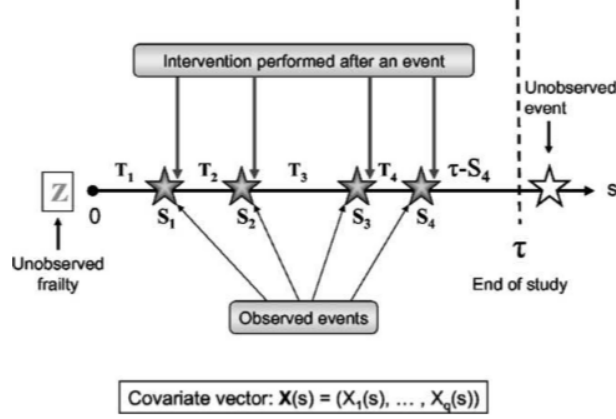 Intervention performed after an event
Unobserved
event
T₁ T₂ T₃ T₄ τ-S₄
Z
0 S₁ S₂ S₃ S₄ τ s
Unobserved
frailty
End of study
Observed events
Covariate vector: X(s) = (X₁(s), … , X_q(s))